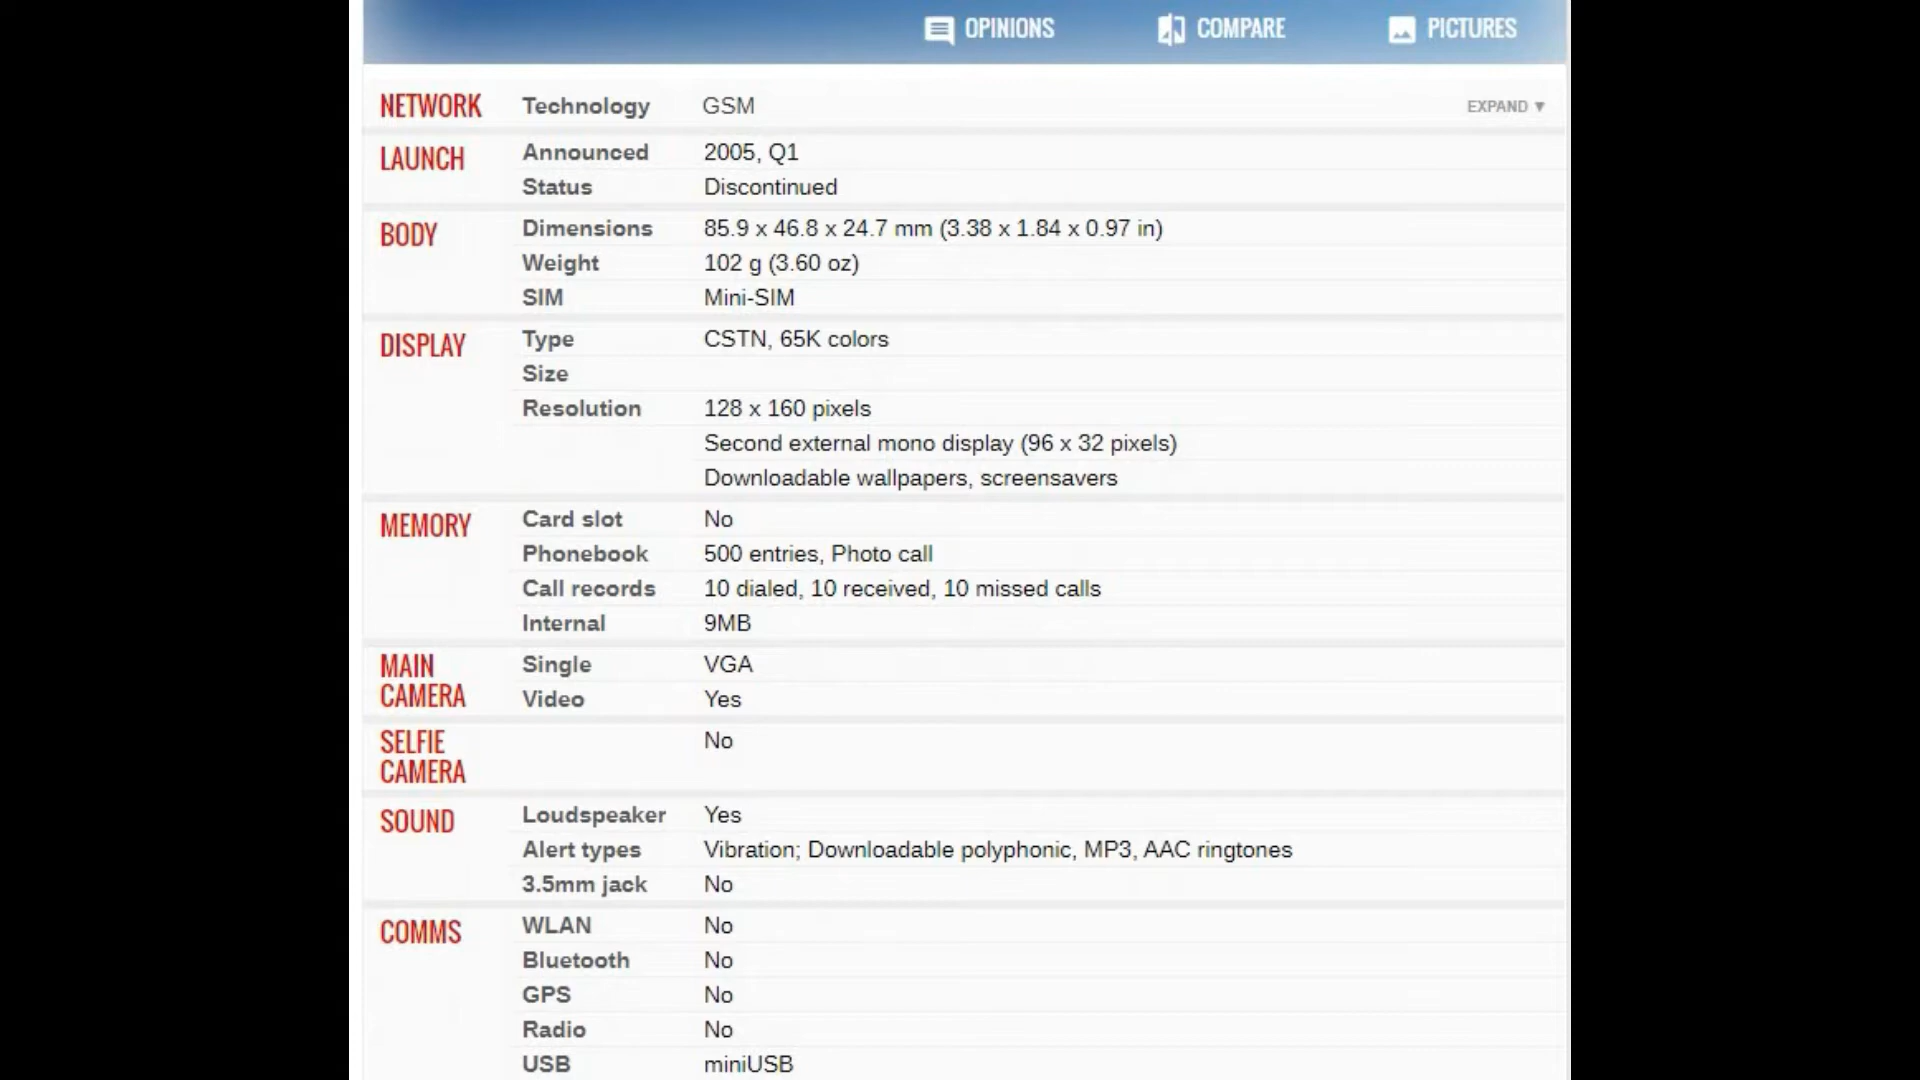 OPINIONS COMPARE PICTURES
NETWORK Technology GSM EXPAND ▼
LAUNCH Announced 2005, Q1
Status Discontinued
BODY Dimensions 85.9 x 46.8 x 24.7 mm (3.38 x 1.84 x 0.97 in)
Weight 102 g (3.60 oz)
SIM Mini-SIM
DISPLAY Type CSTN, 65K colors
Size
Resolution 128 x 160 pixels
Second external mono display (96 x 32 pixels)
Downloadable wallpapers, screensavers
MEMORY Card slot No
Phonebook 500 entries, Photo call
Call records 10 dialed, 10 received, 10 missed calls
Internal 9MB
MAIN CAMERA Single VGA
Video Yes
SELFIE CAMERA No
SOUND Loudspeaker Yes
Alert types Vibration; Downloadable polyphonic, MP3, AAC ringtones
3.5mm jack No
COMMS WLAN No
Bluetooth No
GPS No
Radio No
USB miniUSB